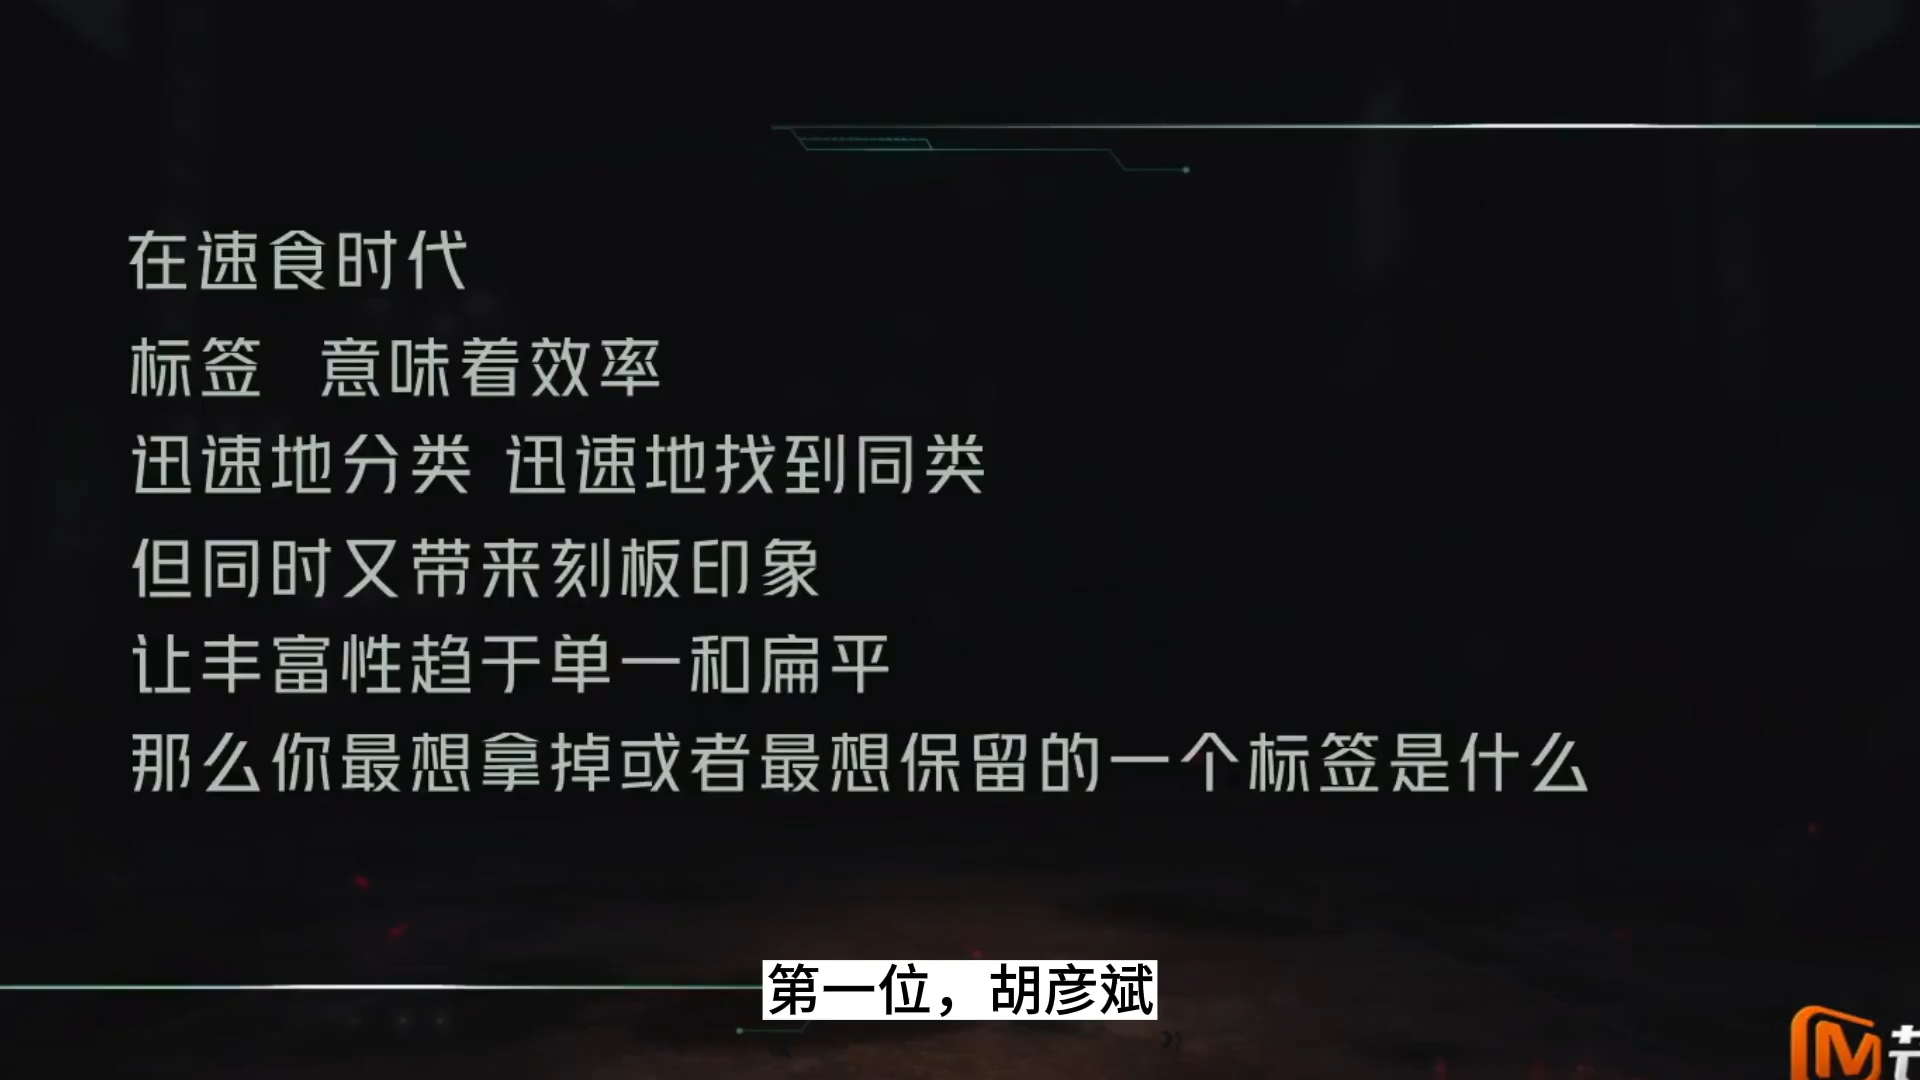 在速食时代
标签 意味着效率
迅速地分类 迅速地找到同类
但同时又带来刻板印象
让丰富性趋于单一和扁平
那么你最想拿掉或者最想保留的一个标签是什么
第一位，胡彦斌